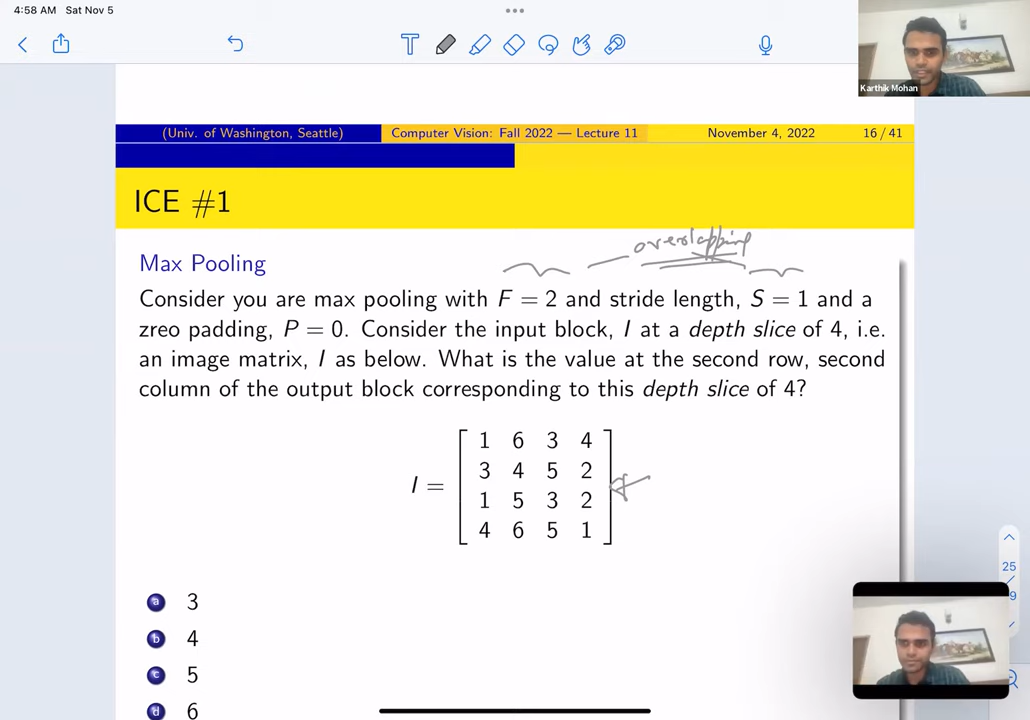 4:58 AM Sat Nov 5
Karthik Mohan
(Univ. of Washington, Seattle) Computer Vision: Fall 2022 — Lecture 11 November 4, 2022 16 / 41
ICE #1
overlapping
Max Pooling
Consider you are max pooling with F = 2 and stride length, S = 1 and a
zreo padding, P = 0. Consider the input block, I at a depth slice of 4, i.e.
an image matrix, I as below. What is the value at the second row, second
column of the output block corresponding to this depth slice of 4?
1 6 3 4
3 4 5 2
I =
1 5 3 2
4 6 5 1
a 3
b 4
c 5
d 6
25
/
9